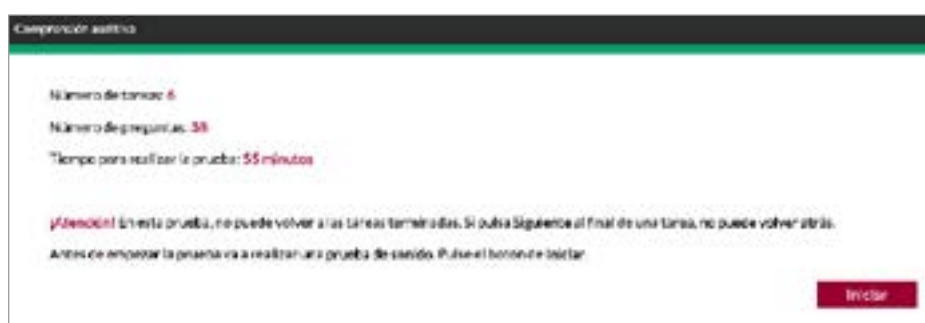 Comprensión auditiva
Número de tareas: 6
Número de preguntas:
Tiempo para realizar la prueba: 55 minutos
¡Atención! En esta prueba, no puede volver a las tareas terminadas. Si pulsa Siguiente al final de una tarea, no puede volver atrás.
Antes de empezar la prueba va a realizar una prueba de sonido. Pulse el botón de Iniciar
Iniciar